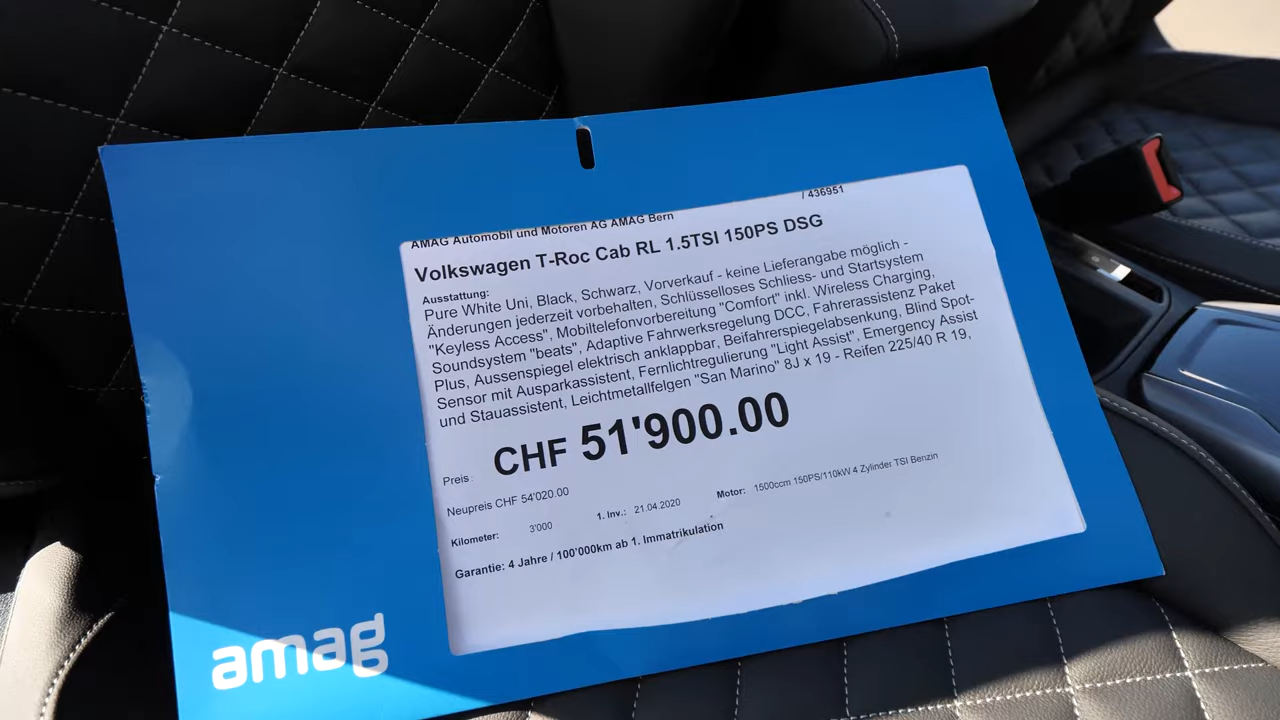 / 436951
AMAG Automobil und Motoren AG AMAG Bern
Volkswagen T-Roc Cab RL 1.5TSI 150PS DSG
Ausstattung:
Pure White Uni, Black, Schwarz, Vorverkauf - keine Lieferangabe möglich -
Änderungen jederzeit vorbehalten, Schlüsselloses Schliess- und Startsystem
"Keyless Access", Mobiltelefonvorbereitung "Comfort" inkl. Wireless Charging,
Soundsystem "beats", Adaptive Fahrwerksregelung DCC, Fahrerassistenz Paket
Plus, Aussenspiegel elektrisch anklappbar, Beifahrerspiegelabsenkung, Blind Spot-
Sensor mit Ausparkassistent, Fernlichtregulierung "Light Assist", Emergency Assist
und Stauassistent, Leichtmetallfelgen "San Marino" 8J x 19 - Reifen 225/40 R 19,
Preis: CHF 51'900.00
Neupreis CHF 54'020.00
Kilometer: 3'000 1. Inv.: 21.04.2020 Motor: 1500ccm 150PS/110kW 4 Zylinder TSI Benzin
Garantie: 4 Jahre / 100'000km ab 1. Immatrikulation
amag